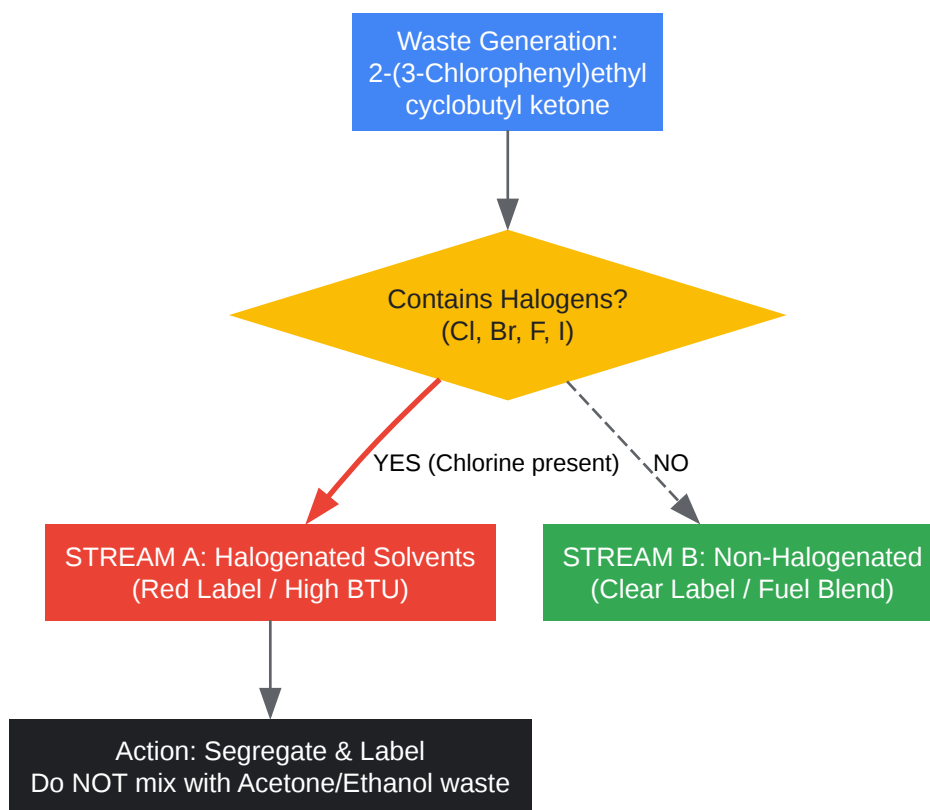 Waste Generation:
2-(3-Chlorophenyl)ethyl
cyclobutyl ketone
Contains Halogens?
(Cl, Br, F, I)
YES (Chlorine present)
NO
STREAM A: Halogenated Solvents
(Red Label / High BTU)
STREAM B: Non-Halogenated
(Clear Label / Fuel Blend)
Action: Segregate & Label
Do NOT mix with Acetone/Ethanol waste